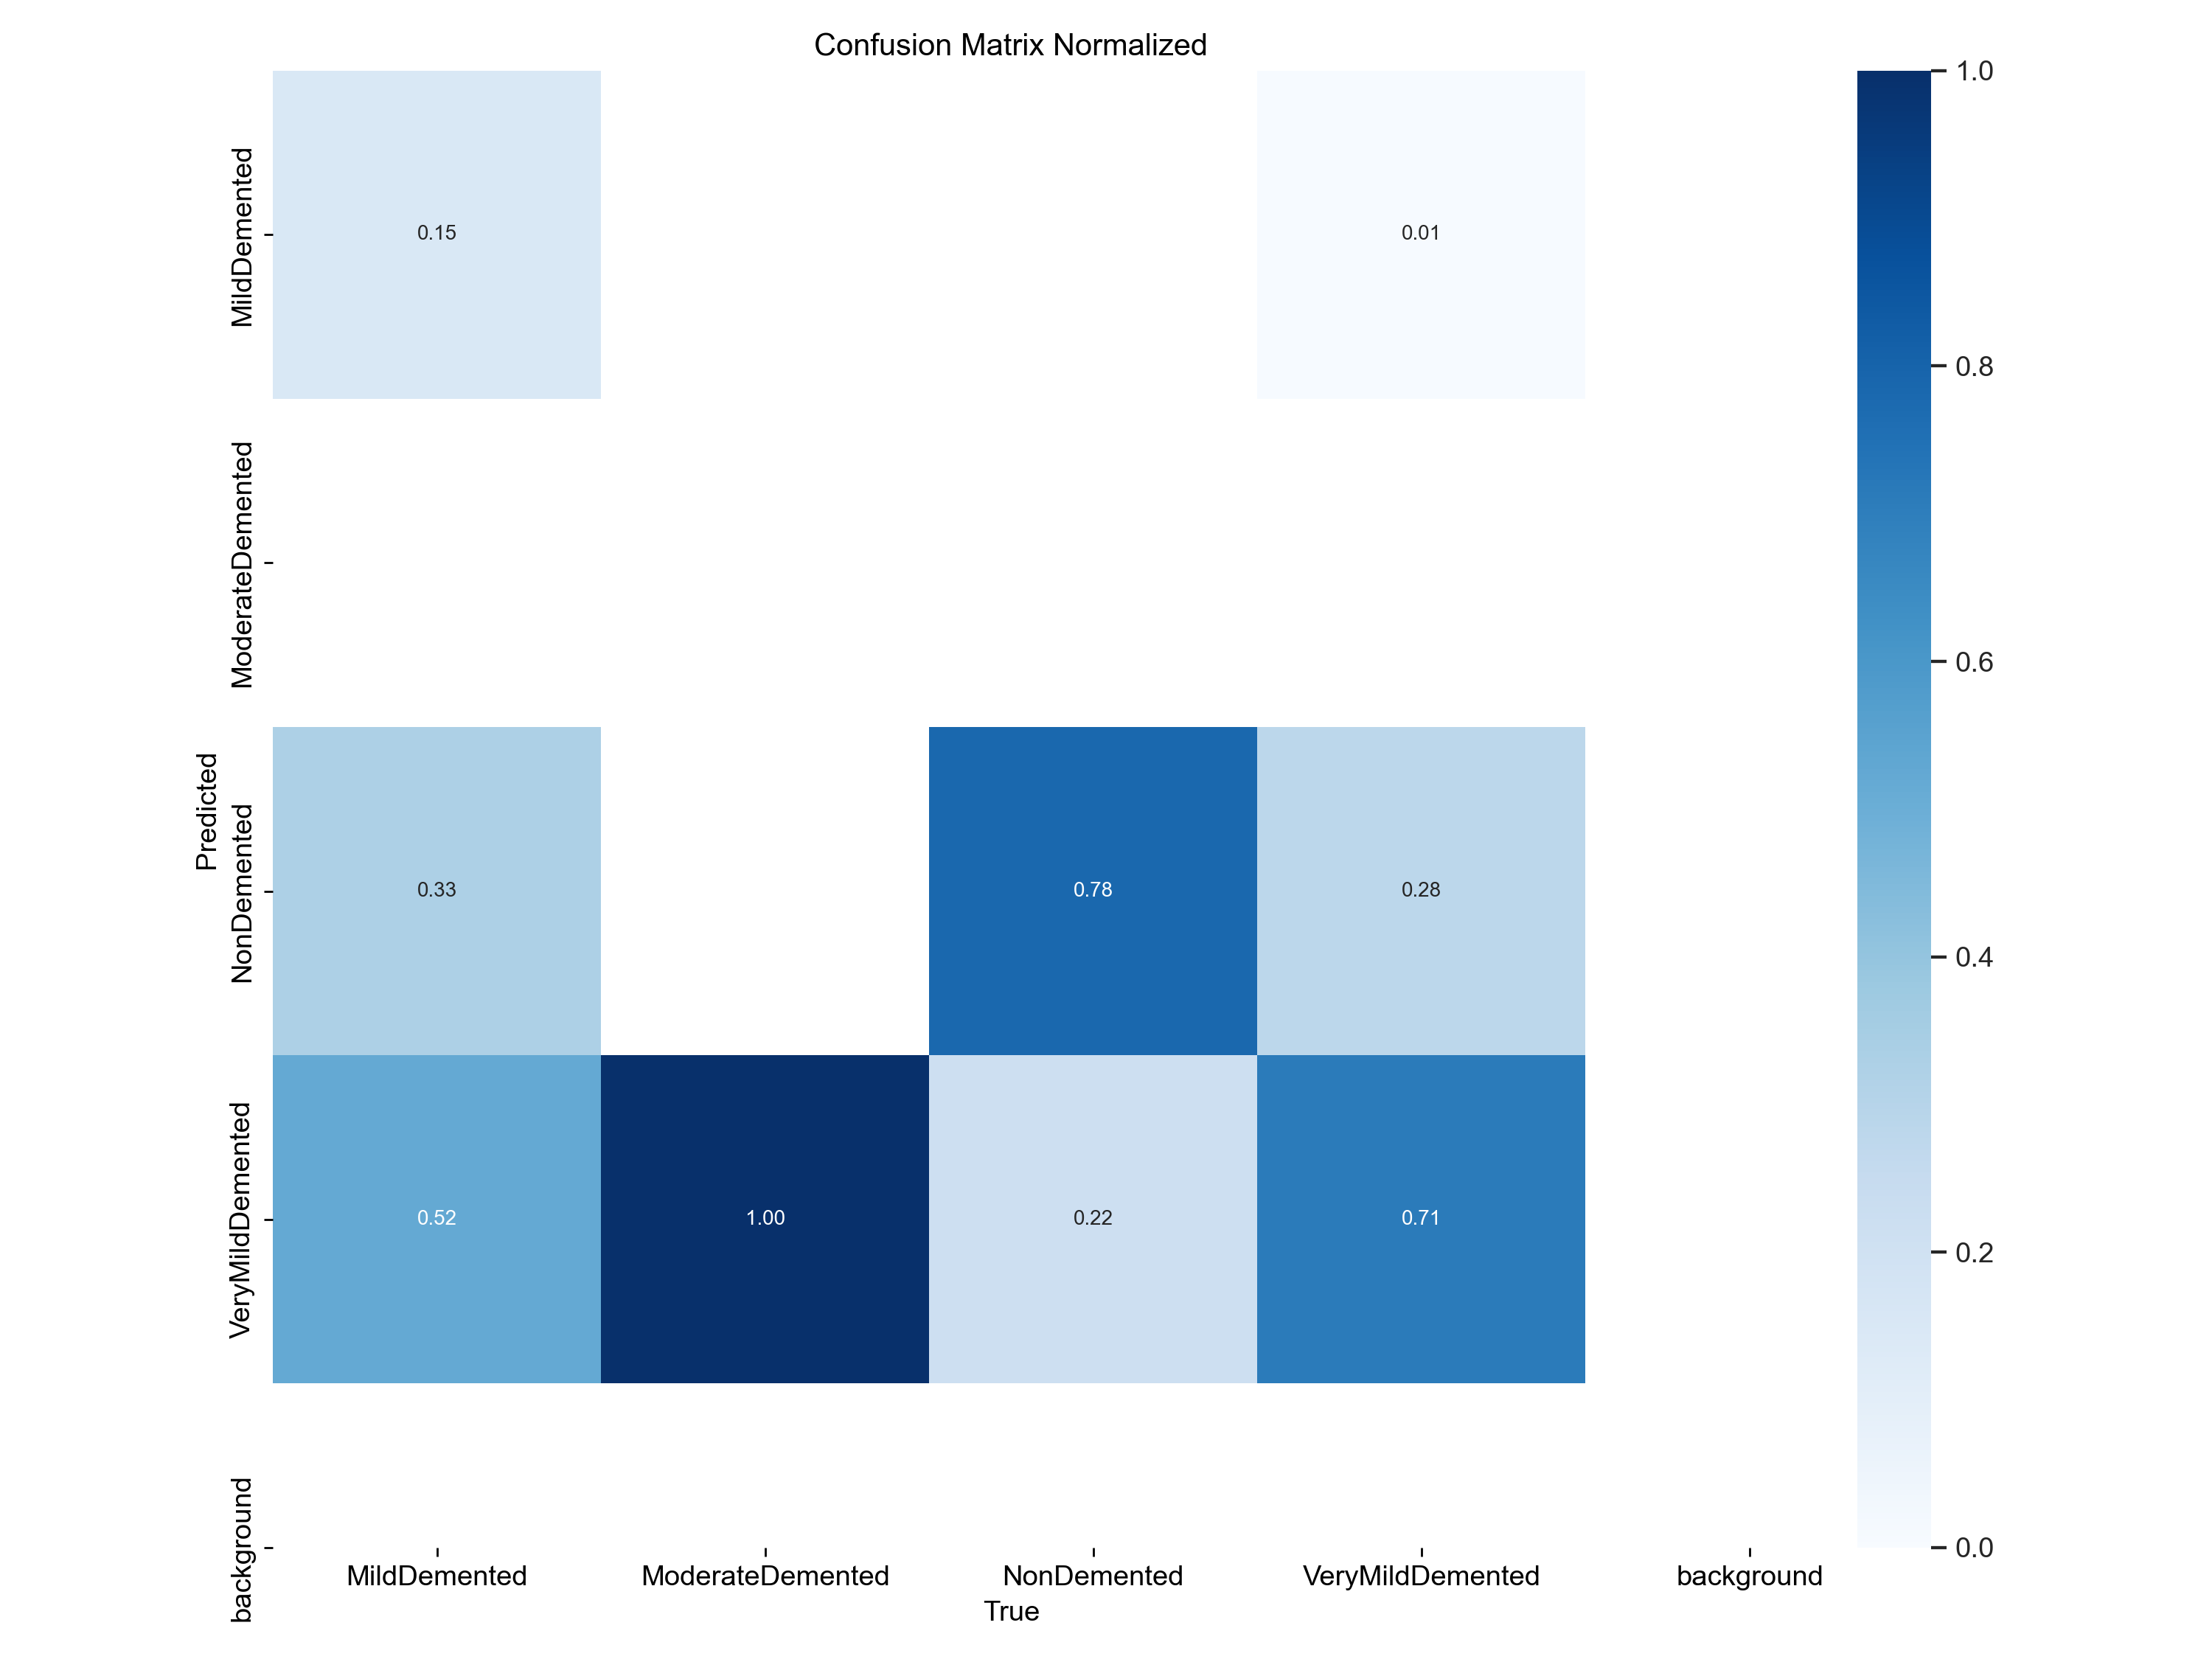 Confusion Matrix Normalized
MildDemented
ModerateDemented
NonDemented
VeryMildDemented
background
Predicted
0.15
0.01
0.33
0.78
0.28
0.52
1.00
0.22
0.71
MildDemented
ModerateDemented
NonDemented
VeryMildDemented
background
True
1.0
0.8
0.6
0.4
0.2
0.0